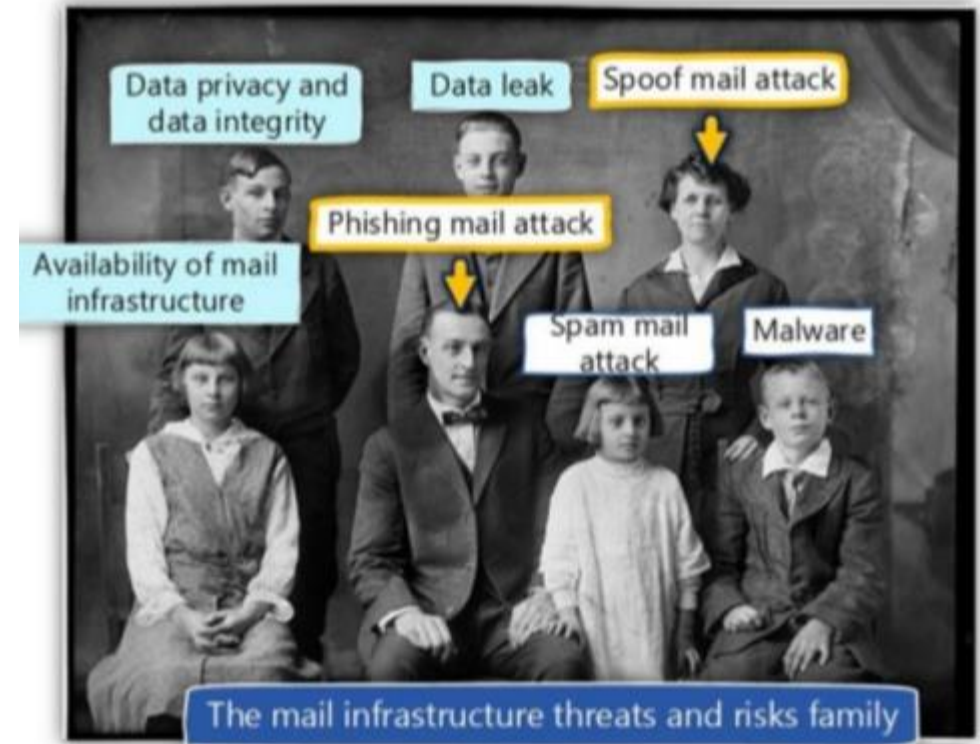 Data privacy and
data integrity
Data leak
Spoof mail attack
Phishing mail attack
Availability of mail
infrastructure
Spam mail
attack
Malware
The mail infrastructure threats and risks family